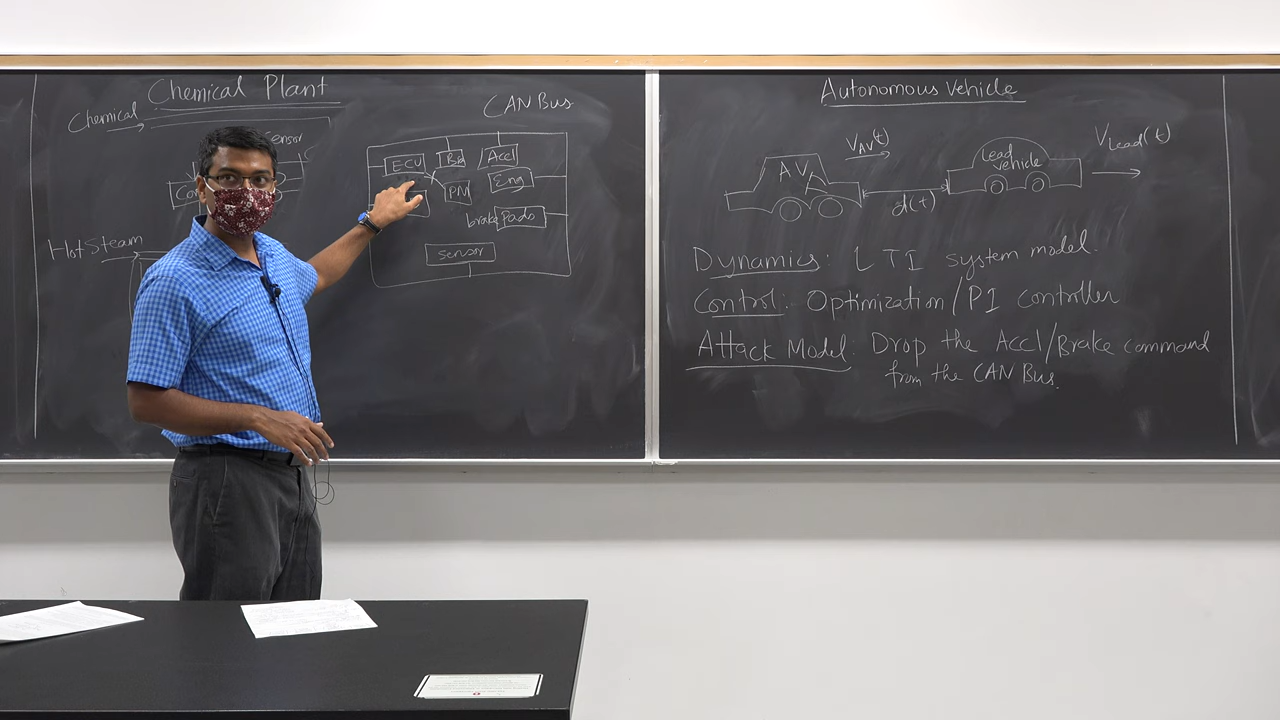 Chemical Plant
Chemical
Sensor
Hot Steam
CAN Bus
ECU
Accl
PM
Eng
brake Pads
sensor
Autonomous Vehicle
V_AV(t)
V_Lead(t)
AV
Lead vehicle
d(t)
Dynamics: LTI system model.
Control: Optimization/PI controller
Attack Model: Drop the Accl/Brake command
from the CAN Bus.